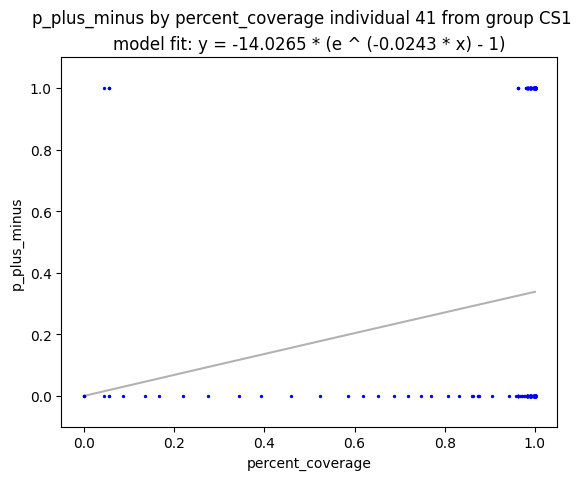 p_plus_minus by percent_coverage individual 41 from group CS1
model fit: y = -14.0265 * (e ^ (-0.0243 * x) - 1)
1.0
0.8
0.6
0.4
0.2
0.0
p_plus_minus
0.0 0.2 0.4 0.6 0.8 1.0
percent_coverage